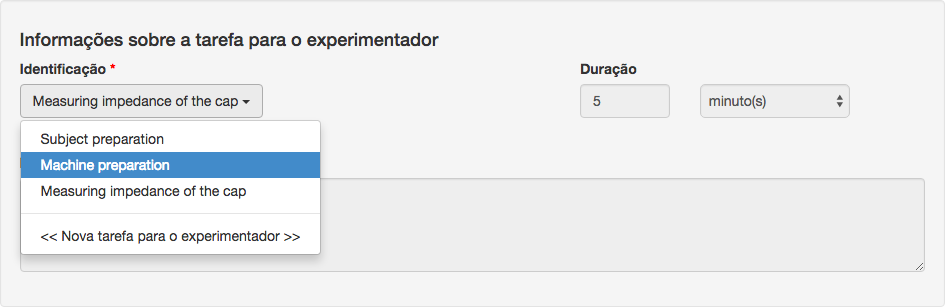 Informações sobre a tarefa para o experimentador
Identificação *
Duração
Measuring impedance of the cap
5
minuto(s)
Subject preparation
Machine preparation
Measuring impedance of the cap
<< Nova tarefa para o experimentador >>